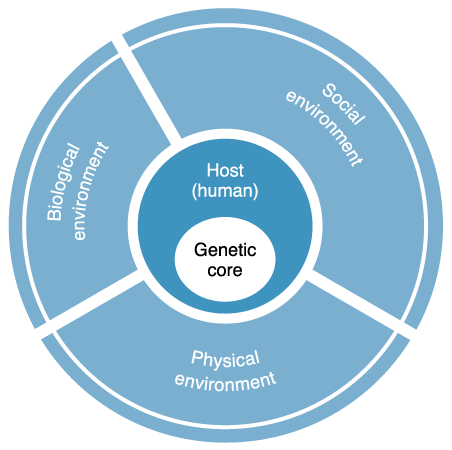 Social
environment
Biological
environment
Host
(human)
Genetic
core
Physical
environment